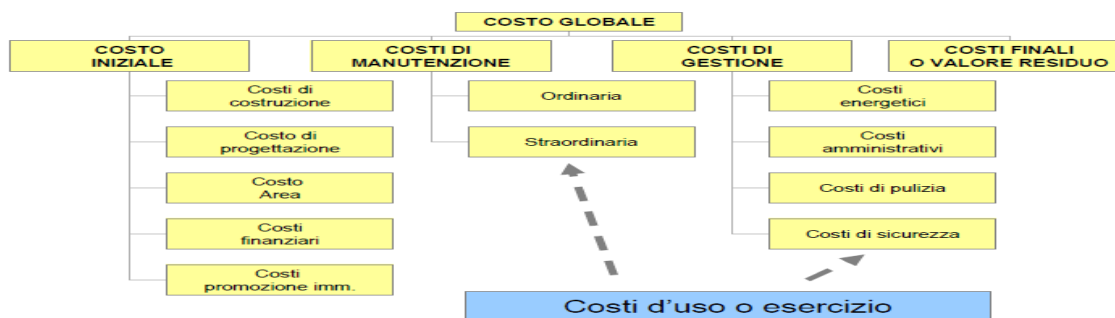 COSTO GLOBALE
COSTO
INIZIALE
COSTI DI
MANUTENZIONE
COSTI DI
GESTIONE
COSTI FINALI
O VALORE RESIDUO
Costi di
costruzione
Costo di
progettazione
Costo
Area
Costi
finanziari
Costi
promozione imm.
Ordinaria
Straordinaria
Costi
energetici
Costi
amministrativi
Costi di pulizia
Costi di sicurezza
Costi d'uso o esercizio